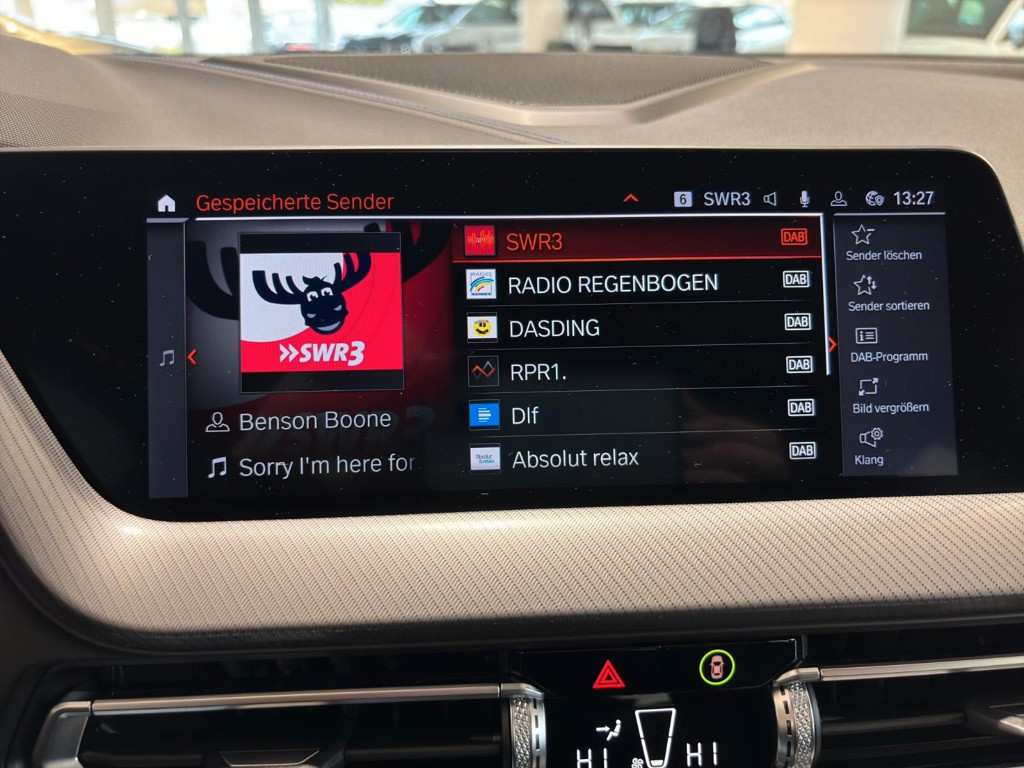 Gespeicherte Sender
6 SWR3 13:27
SWR3 DAB
RADIO REGENBOGEN DAB
DASDING DAB
RPR1. DAB
Dlf DAB
Absolut relax DAB
SWR3
Benson Boone
Sorry I'm here for
Sender löschen
Sender sortieren
DAB-Programm
Bild vergrößern
Klang
HI HI